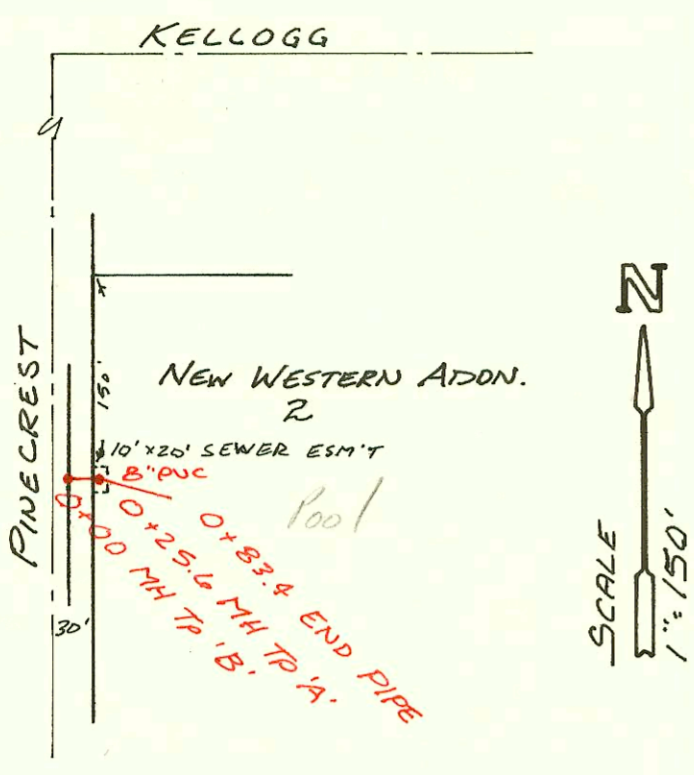 KELLOGG
N
PINECREST
150'
NEW WESTERN ADDN.
2
10'x20' SEWER ESM'T
8" PVC
Pool
0+00 MH TP 'B'
0+25.6 MH TP 'A'
0+83.4 END PIPE
30'
SCALE
1"=150'